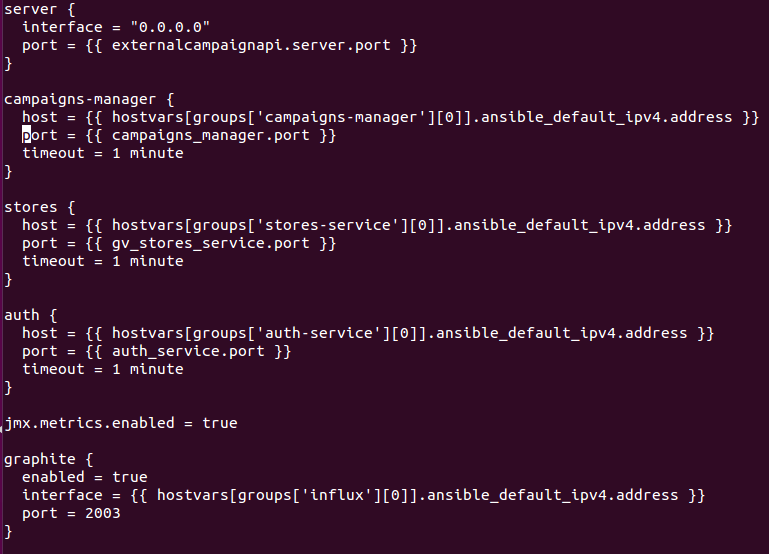 server {
  interface = "0.0.0.0"
  port = {{ externalcampaignapi.server.port }}
}

campaigns-manager {
  host = {{ hostvars[groups['campaigns-manager'][0]].ansible_default_ipv4.address }}
  port = {{ campaigns_manager.port }}
  timeout = 1 minute
}

stores {
  host = {{ hostvars[groups['stores-service'][0]].ansible_default_ipv4.address }}
  port = {{ gv_stores_service.port }}
  timeout = 1 minute
}

auth {
  host = {{ hostvars[groups['auth-service'][0]].ansible_default_ipv4.address }}
  port = {{ auth_service.port }}
  timeout = 1 minute
}

jmx.metrics.enabled = true

graphite {
  enabled = true
  interface = {{ hostvars[groups['influx'][0]].ansible_default_ipv4.address }}
  port = 2003
}